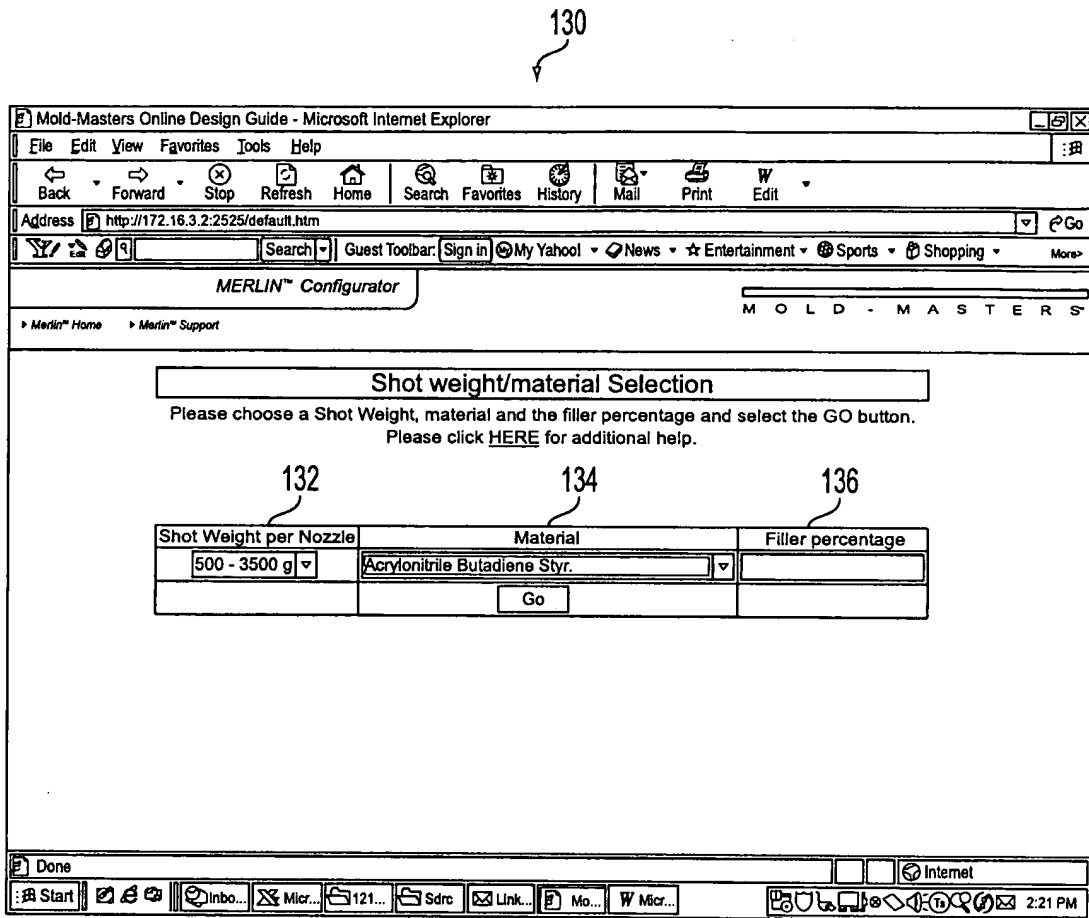 130
Mold-Masters Online Design Guide - Microsoft Internet Explorer
File Edit View Favorites Tools Help
Back Forward Stop Refresh Home Search Favorites History Mail Print Edit
Address http://172.16.3.2:2525/default.htm Go
Search Guest Toolbar: Sign in My Yahoo! News Entertainment Sports Shopping More>
MERLIN™ Configurator
MOLD-MASTERS
Merlin™ Home Merlin™ Support
Shot weight/material Selection
Please choose a Shot Weight, material and the filler percentage and select the GO button.
Please click HERE for additional help.
132 134 136
Shot Weight per Nozzle Material Filler percentage
500 - 3500 g Acrylonitrile Butadiene Styr.
Go
Done Internet
Start Inbo... Micr... 121... Sdrc Link... Mo... Micr... 2:21 PM